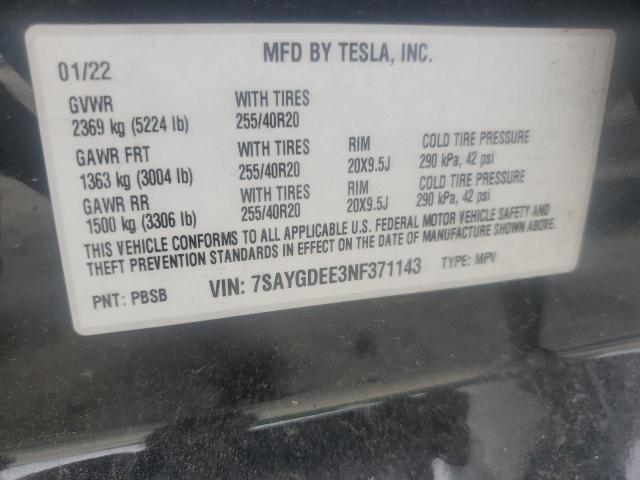 MFD BY TESLA, INC.
01/22
GVWR WITH TIRES
2369 kg (5224 lb) 255/40R20
GAWR FRT WITH TIRES RIM COLD TIRE PRESSURE
1363 kg (3004 lb) 255/40R20 20X9.5J 290 kPa, 42 psi
GAWR RR WITH TIRES RIM COLD TIRE PRESSURE
1500 kg (3306 lb) 255/40R20 20X9.5J 290 kPa, 42 psi
THIS VEHICLE CONFORMS TO ALL APPLICABLE U.S. FEDERAL MOTOR VEHICLE SAFETY AND
THEFT PREVENTION STANDARDS IN EFFECT ON THE DATE OF MANUFACTURE SHOWN ABOVE.
PNT: PBSB VIN: 7SAYGDEE3NF371143 TYPE: MPV